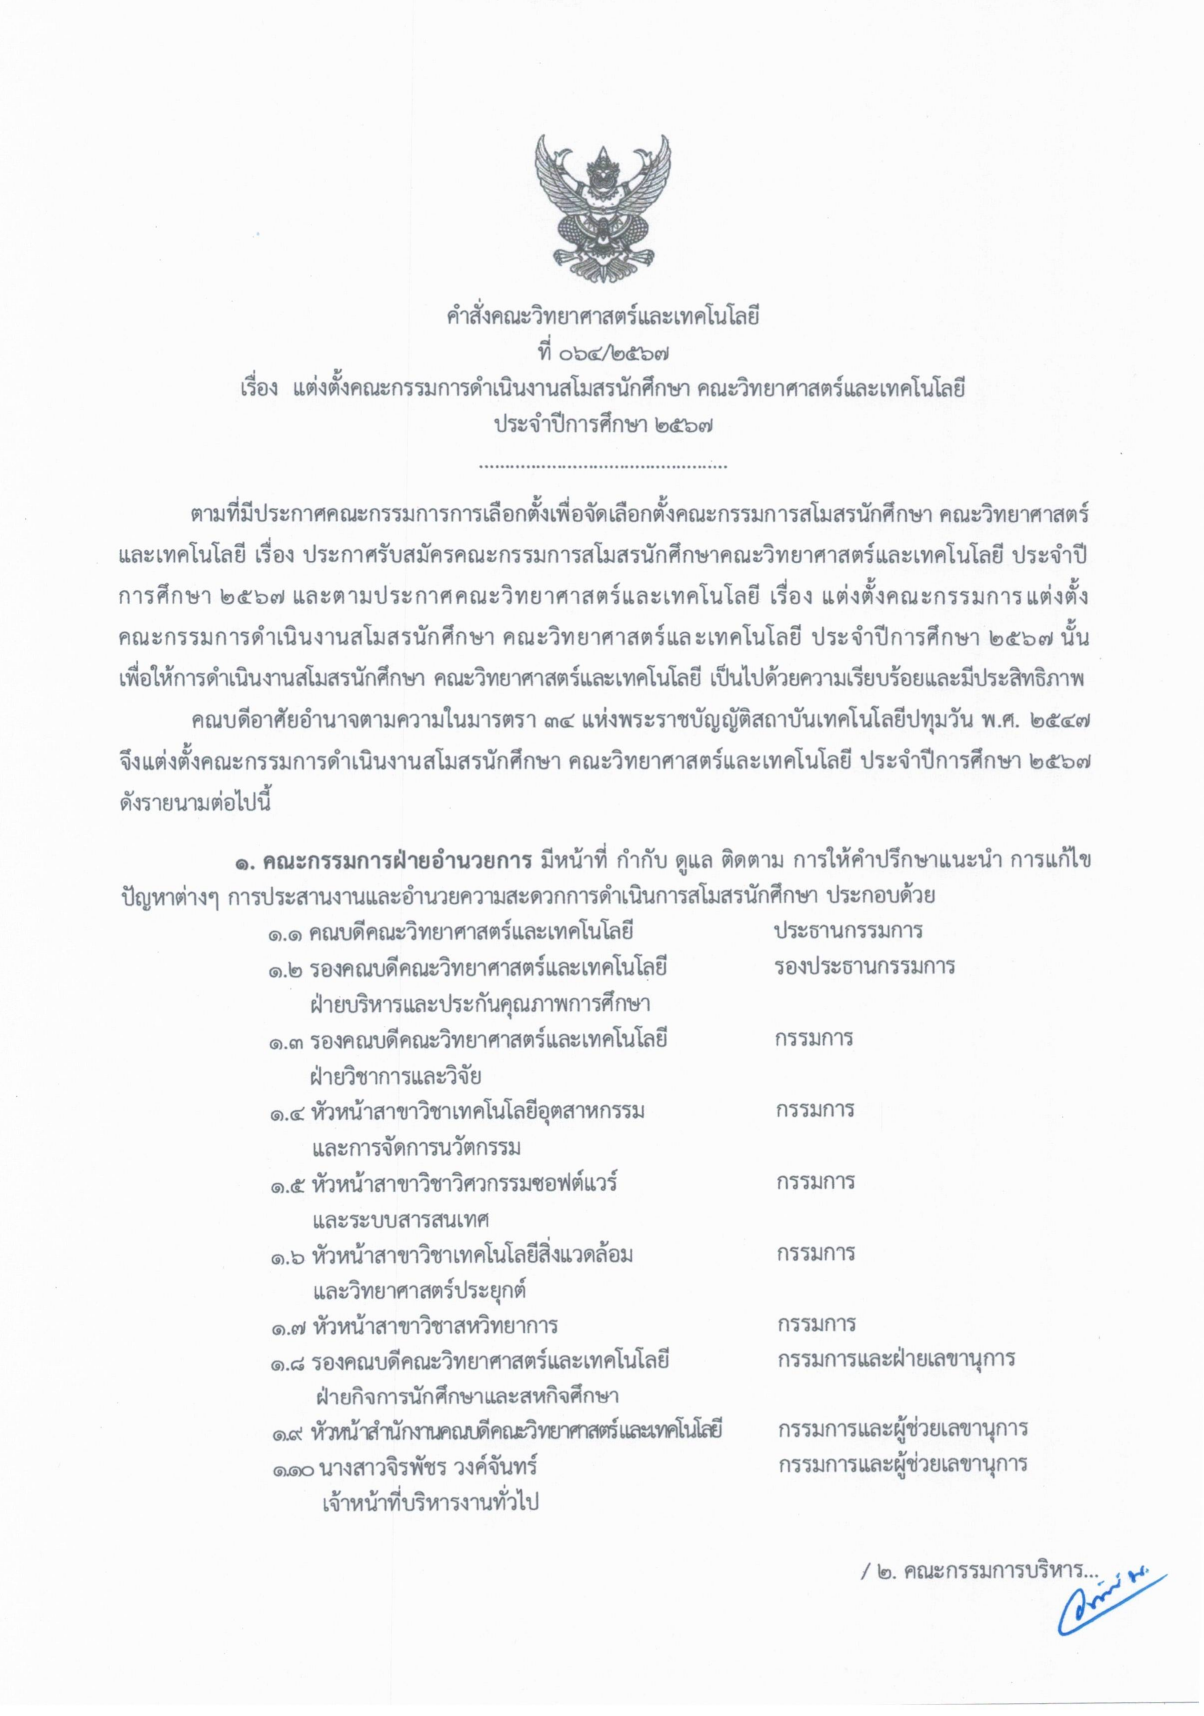 คำสั่งคณะวิทยาศาสตร์และเทคโนโลยี
ที่ ๐๖๔/๒๕๖๗
เรื่อง แต่งตั้งคณะกรรมการดำเนินงานสโมสรนักศึกษา คณะวิทยาศาสตร์และเทคโนโลยี
ประจำปีการศึกษา ๒๕๖๗
................................................
ตามที่มีประกาศคณะกรรมการการเลือกตั้งเพื่อจัดเลือกตั้งคณะกรรมการสโมสรนักศึกษา คณะวิทยาศาสตร์
และเทคโนโลยี เรื่อง ประกาศรับสมัครคณะกรรมการสโมสรนักศึกษาคณะวิทยาศาสตร์และเทคโนโลยี ประจำปี
การศึกษา ๒๕๖๗ และตามประกาศคณะวิทยาศาสตร์และเทคโนโลยี เรื่อง แต่งตั้งคณะกรรมการ แต่งตั้ง
คณะกรรมการดำเนินงานสโมสรนักศึกษา คณะวิทยาศาสตร์และเทคโนโลยี ประจำปีการศึกษา ๒๕๖๗ นั้น
เพื่อให้การดำเนินงานสโมสรนักศึกษา คณะวิทยาศาสตร์และเทคโนโลยี เป็นไปด้วยความเรียบร้อยและมีประสิทธิภาพ
คณบดีอาศัยอำนาจตามความในมาตรา ๓๔ แห่งพระราชบัญญัติสถาบันเทคโนโลยีปทุมวัน พ.ศ. ๒๕๔๗
จึงแต่งตั้งคณะกรรมการดำเนินงานสโมสรนักศึกษา คณะวิทยาศาสตร์และเทคโนโลยี ประจำปีการศึกษา ๒๕๖๗
ดังรายนามต่อไปนี้
๑. คณะกรรมการฝ่ายอำนวยการ มีหน้าที่ กำกับ ดูแล ติดตาม การให้คำปรึกษาแนะนำ การแก้ไข
ปัญหาต่างๆ การประสานงานและอำนวยความสะดวกการดำเนินการสโมสรนักศึกษา ประกอบด้วย
๑.๑ คณบดีคณะวิทยาศาสตร์และเทคโนโลยี ประธานกรรมการ
๑.๒ รองคณบดีคณะวิทยาศาสตร์และเทคโนโลยี รองประธานกรรมการ
ฝ่ายบริหารและประกันคุณภาพการศึกษา
๑.๓ รองคณบดีคณะวิทยาศาสตร์และเทคโนโลยี กรรมการ
ฝ่ายวิชาการและวิจัย
๑.๔ หัวหน้าสาขาวิชาเทคโนโลยีอุตสาหกรรม กรรมการ
และการจัดการนวัตกรรม
๑.๕ หัวหน้าสาขาวิชาวิศวกรรมซอฟต์แวร์ กรรมการ
และระบบสารสนเทศ
๑.๖ หัวหน้าสาขาวิชาเทคโนโลยีสิ่งแวดล้อม กรรมการ
และวิทยาศาสตร์ประยุกต์
๑.๗ หัวหน้าสาขาวิชาสหวิทยาการ กรรมการ
๑.๘ รองคณบดีคณะวิทยาศาสตร์และเทคโนโลยี กรรมการและฝ่ายเลขานุการ
ฝ่ายกิจการนักศึกษาและสหกิจศึกษา
๑.๙ หัวหน้าสำนักงานคณบดีคณะวิทยาศาสตร์และเทคโนโลยี กรรมการและผู้ช่วยเลขานุการ
๑.๑๐ นางสาวจิรพัชร วงค์จันทร์ กรรมการและผู้ช่วยเลขานุการ
เจ้าหน้าที่บริหารงานทั่วไป
/ ๒. คณะกรรมการบริหาร...